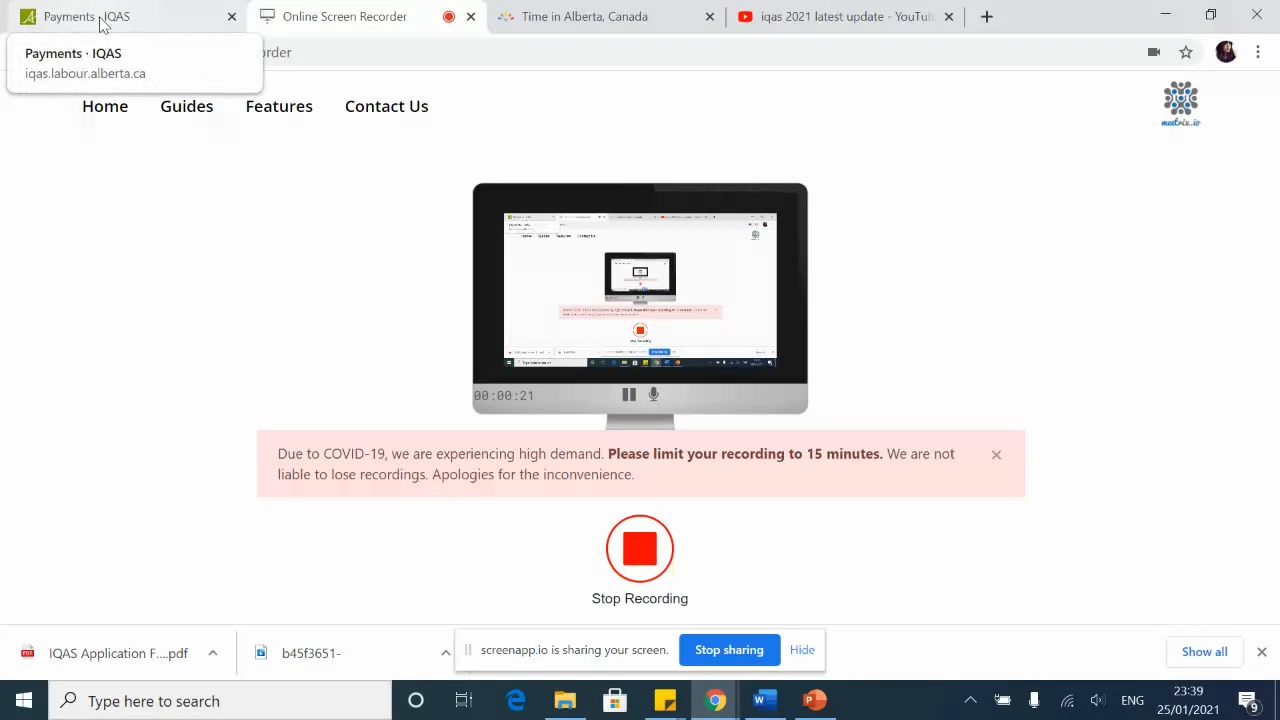 Payments · IQAS
Online Screen Recorder
Time in Alberta, Canada
iqas 2021 latest update - YouTub
Payments · IQAS
iqas.labour.alberta.ca
order
Home
Guides
Features
Contact Us
meetrix.io
00:00:21
Due to COVID-19, we are experiencing high demand. Please limit your recording to 15 minutes. We are not
liable to lose recordings. Apologies for the inconvenience.
Stop Recording
IQAS Application F....pdf
b45f3651-
screenapp.io is sharing your screen.
Stop sharing
Hide
Show all
Type here to search
ENG
23:39
25/01/2021
9